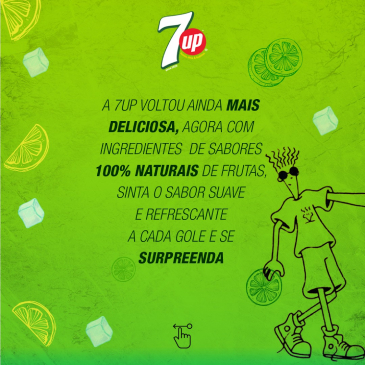 7up
A 7UP VOLTOU AINDA MAIS
DELICIOSA, AGORA COM
INGREDIENTES DE SABORES
100% NATURAIS DE FRUTAS,
SINTA O SABOR SUAVE
E REFRESCANTE
A CADA GOLE E SE
SURPREENDA